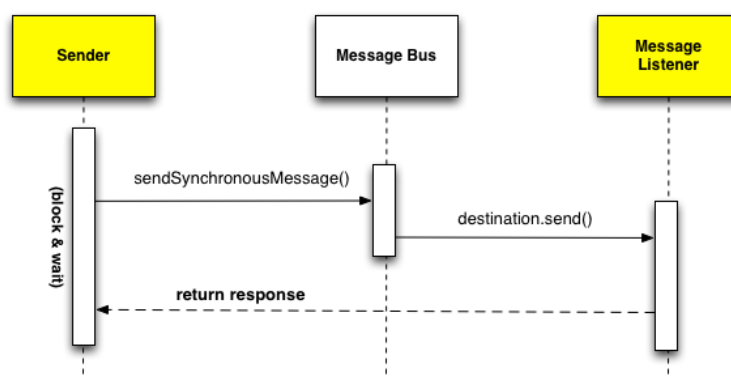 Sender
Message Bus
Message
Listener
sendSynchronousMessage()
(block & wait)
destination.send()
return response